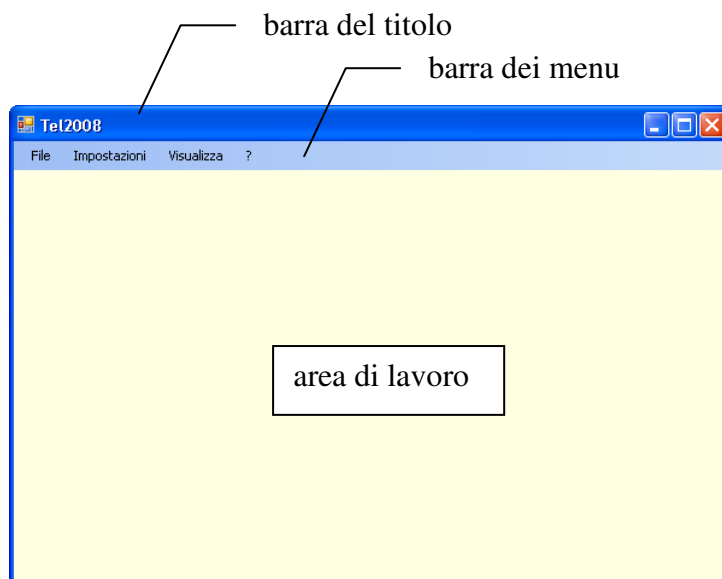 barra del titolo
barra dei menu
Tel2008
File Impostazioni Visualizza ?
area di lavoro